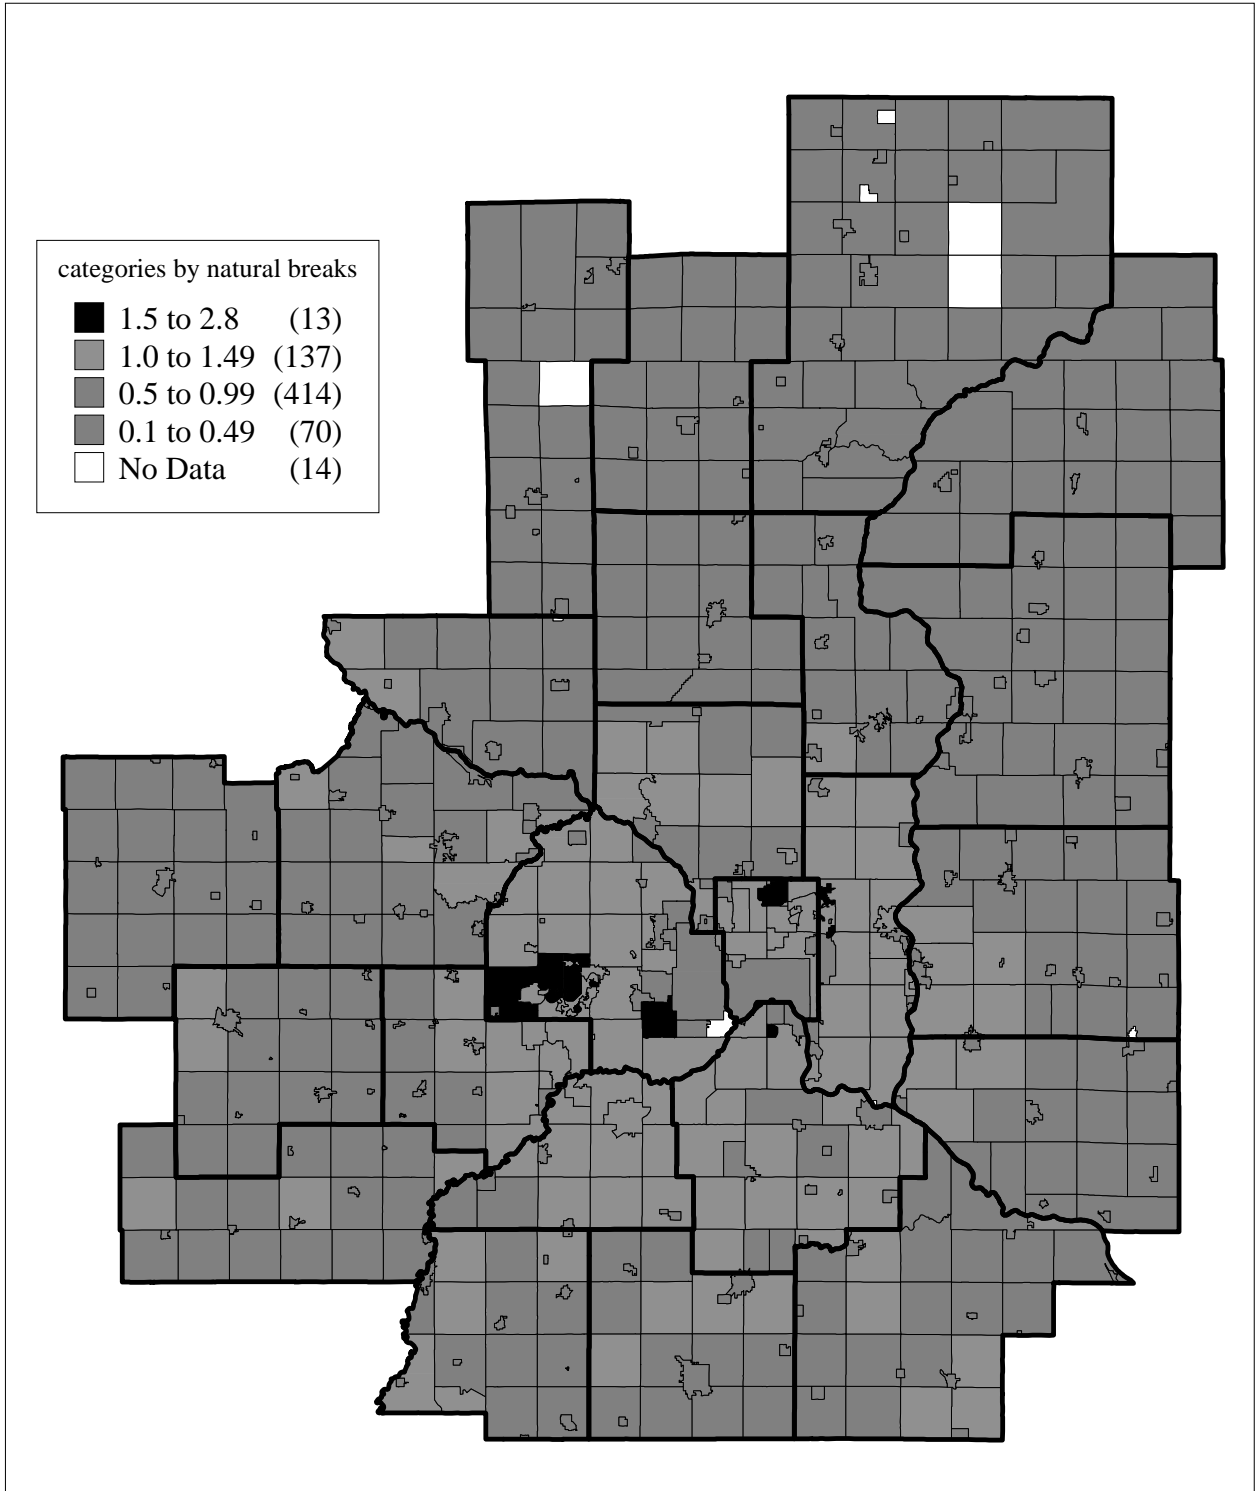 categories by natural breaks
1.5 to 2.8 (13)
1.0 to 1.49 (137)
0.5 to 0.99 (414)
0.1 to 0.49 (70)
No Data (14)